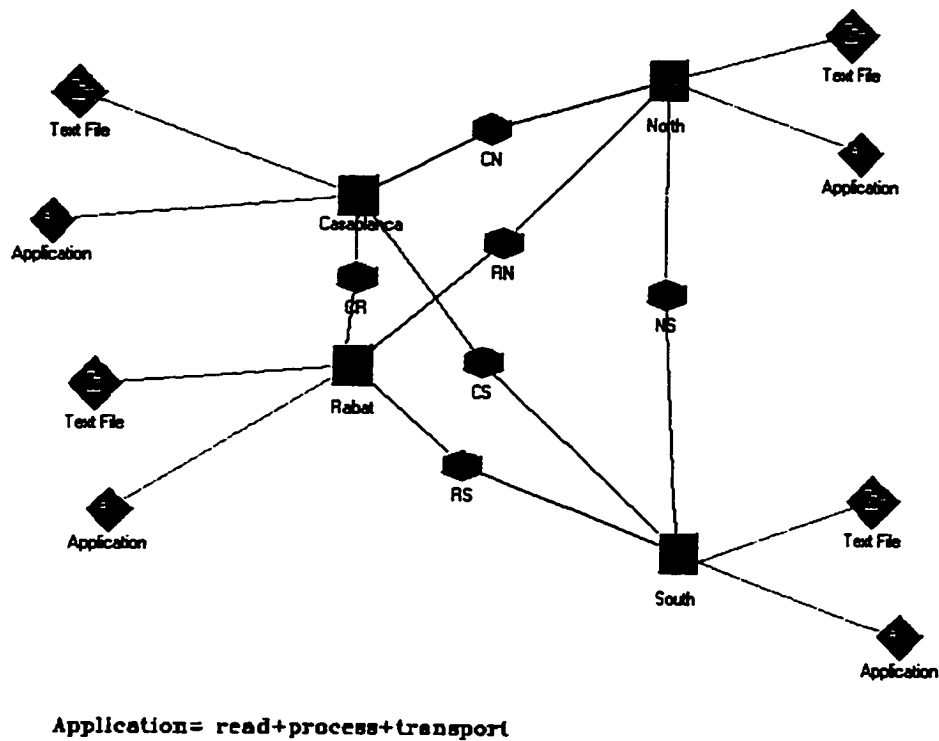 Text File
Text File
North
CN
Application
Casablanca
Application
RN
CR
NS
CS
Rabat
Text File
RS
Application
Text File
South
Application
Application= read+process+transport